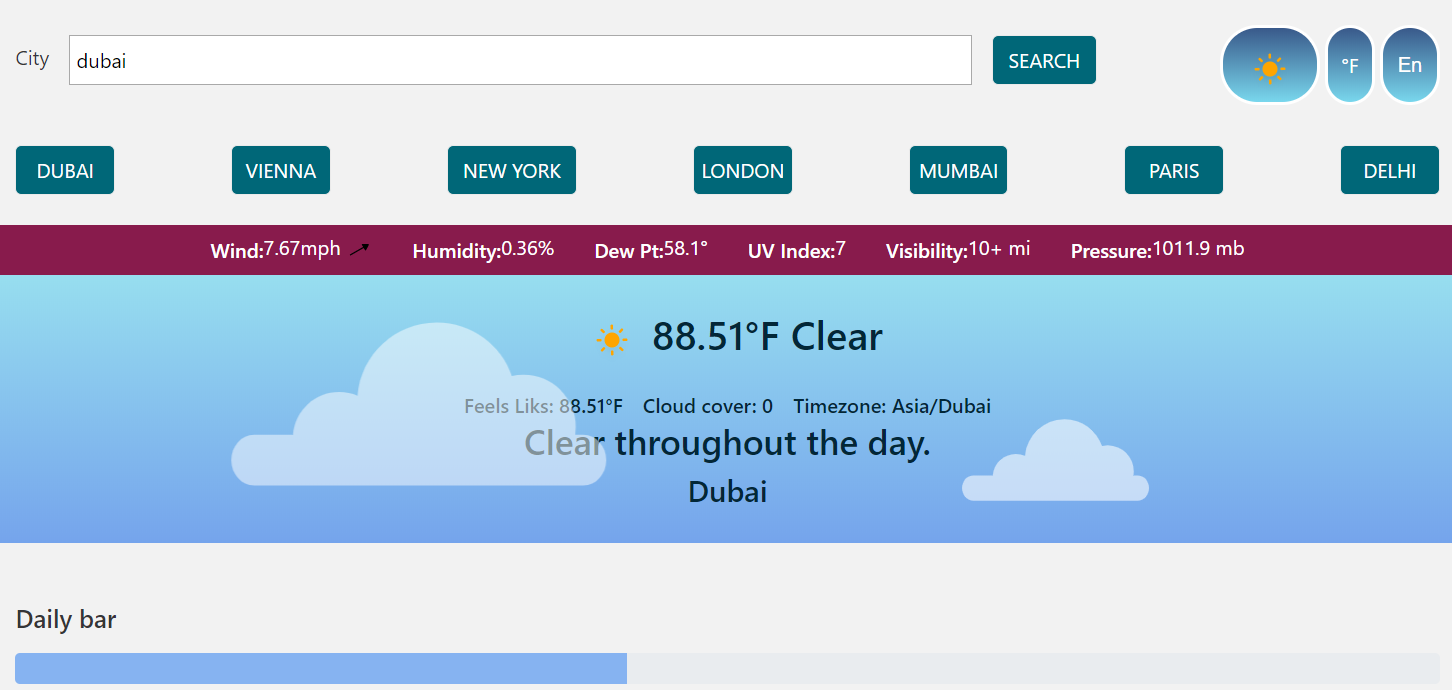 City dubai SEARCH °F En
DUBAI VIENNA NEW YORK LONDON MUMBAI PARIS DELHI
Wind:7.67mph Humidity:0.36% Dew Pt:58.1° UV Index:7 Visibility:10+ mi Pressure:1011.9 mb
88.51°F Clear
Feels Liks: 88.51°F Cloud cover: 0 Timezone: Asia/Dubai
Clear throughout the day.
Dubai
Daily bar